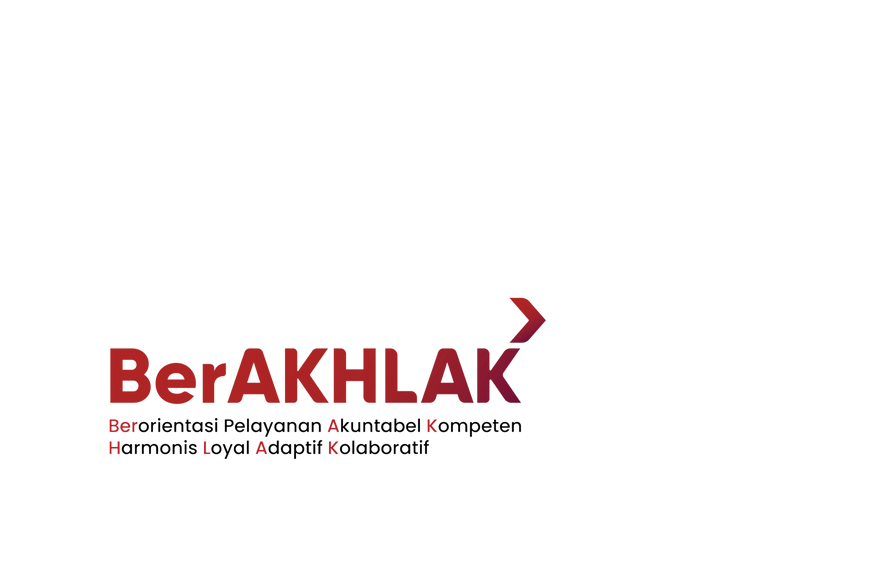 BerAKHLAK
Berorientasi Pelayanan Akuntabel Kompeten
Harmonis Loyal Adaptif Kolaboratif